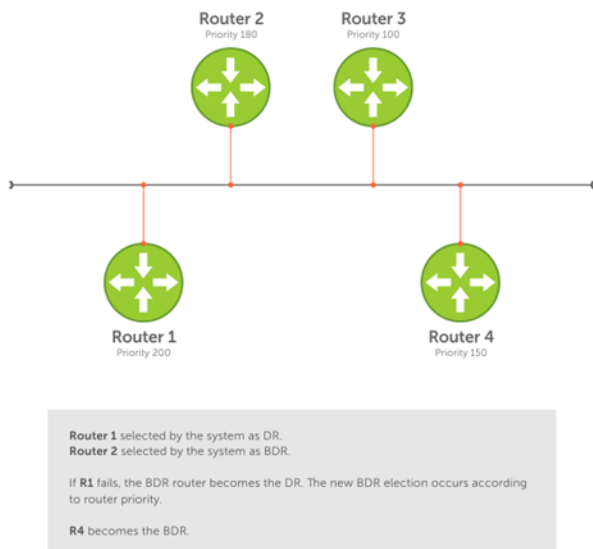 Router 2
Priority 180
Router 3
Priority 100
Router 1
Priority 200
Router 4
Priority 150
Router 1 selected by the system as DR.
Router 2 selected by the system as BDR.
If R1 fails, the BDR router becomes the DR. The new BDR election occurs according
to router priority.
R4 becomes the BDR.